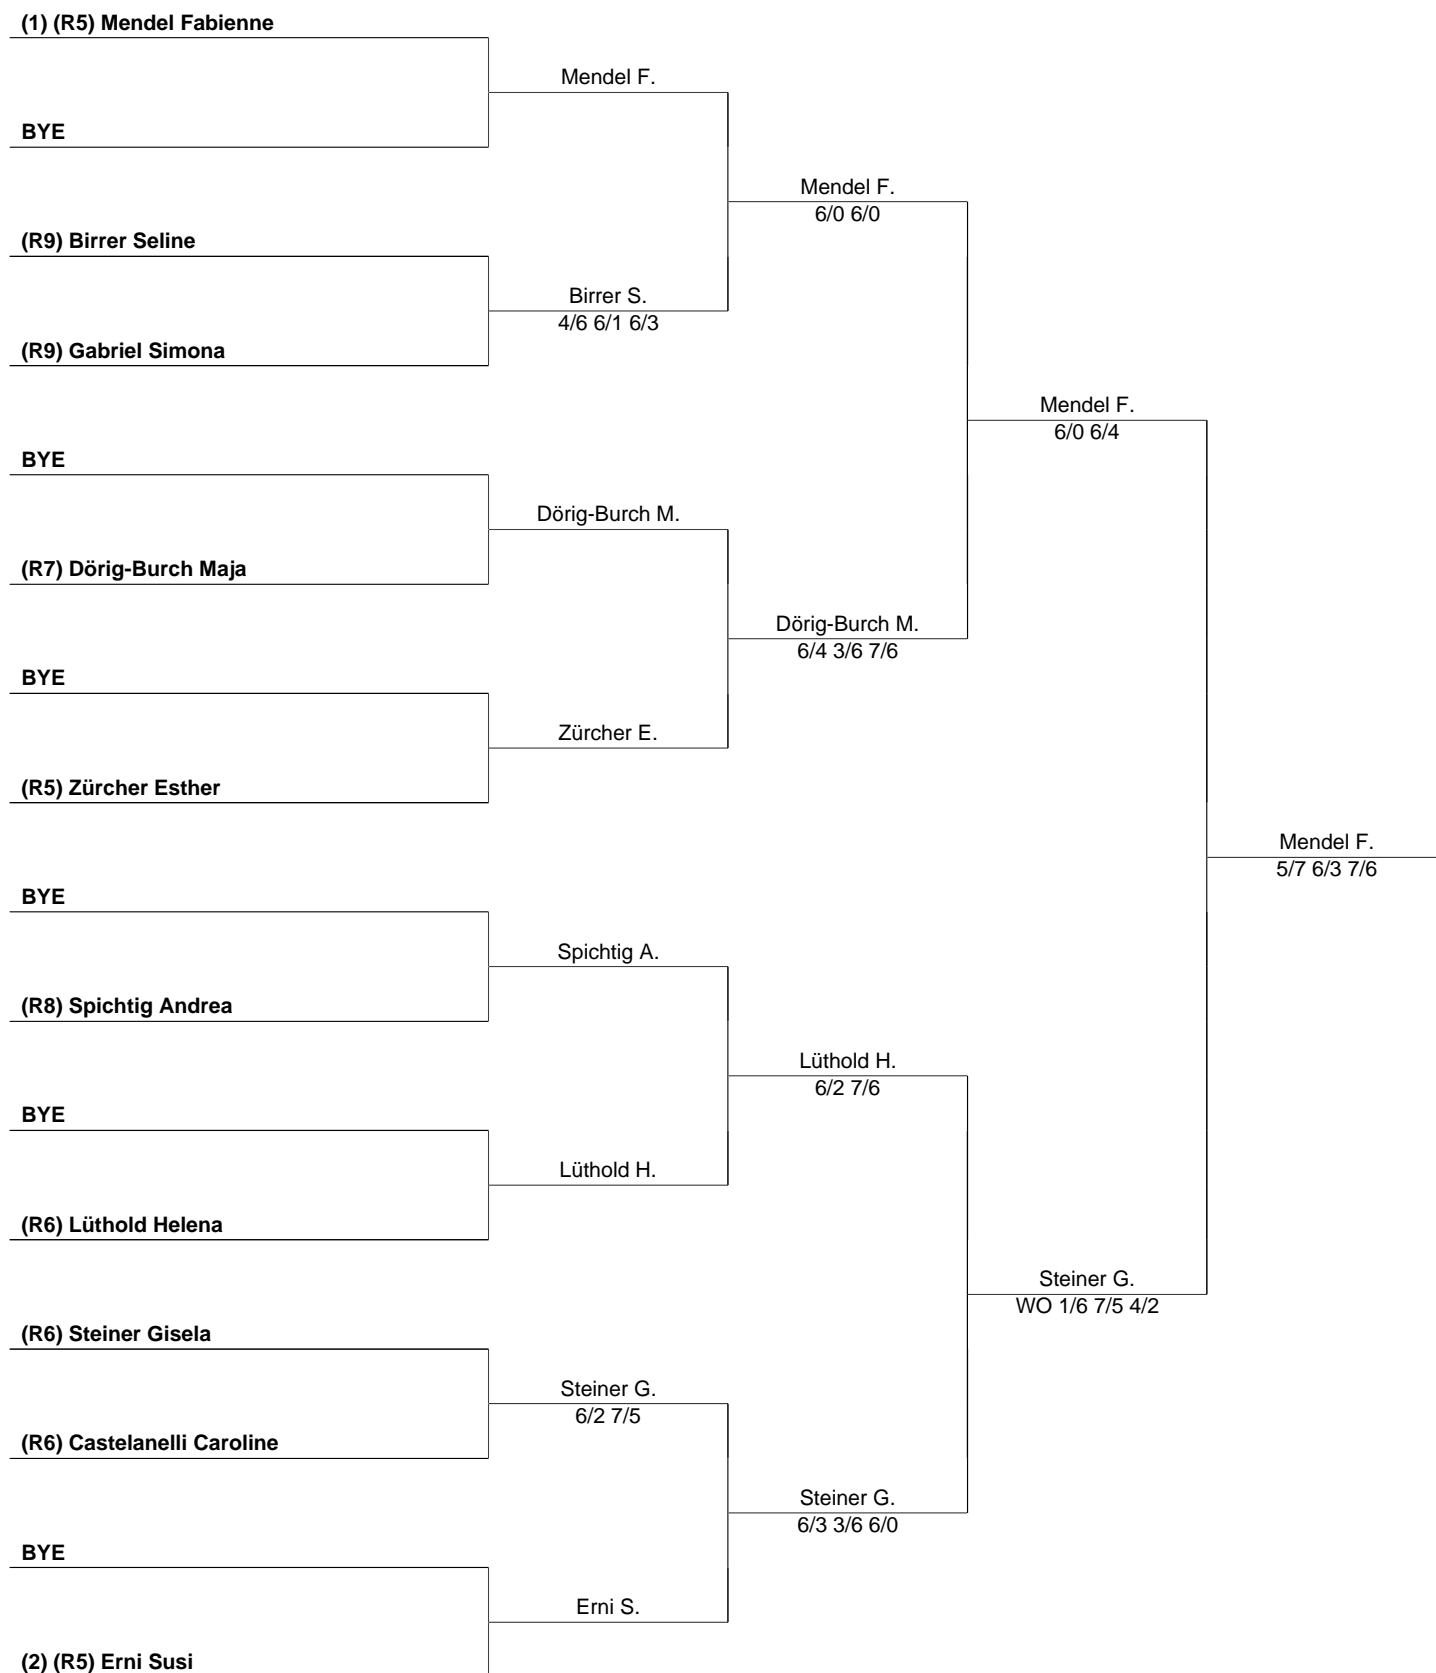 (1) (R5) Mendel Fabienne
Mendel F.
BYE
Mendel F.
6/0 6/0
(R9) Birrer Seline
Birrer S.
4/6 6/1 6/3
(R9) Gabriel Simona
Mendel F.
6/0 6/4
BYE
Dörig-Burch M.
(R7) Dörig-Burch Maja
Dörig-Burch M.
6/4 3/6 7/6
BYE
Zürcher E.
(R5) Zürcher Esther
Mendel F.
5/7 6/3 7/6
BYE
Spichtig A.
(R8) Spichtig Andrea
Lüthold H.
6/2 7/6
BYE
Lüthold H.
(R6) Lüthold Helena
Steiner G.
WO 1/6 7/5 4/2
(R6) Steiner Gisela
Steiner G.
6/2 7/5
(R6) Castelanelli Caroline
Steiner G.
6/3 3/6 6/0
BYE
Erni S.
(2) (R5) Erni Susi